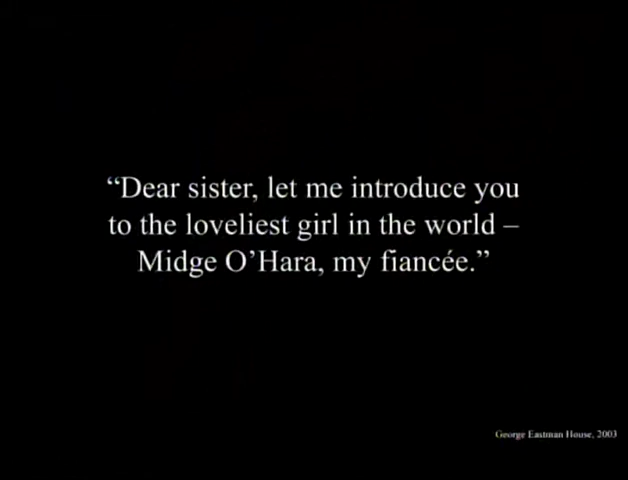 “Dear sister, let me introduce you
to the loveliest girl in the world –
Midge O’Hara, my fiancée.”
George Eastman House, 2003